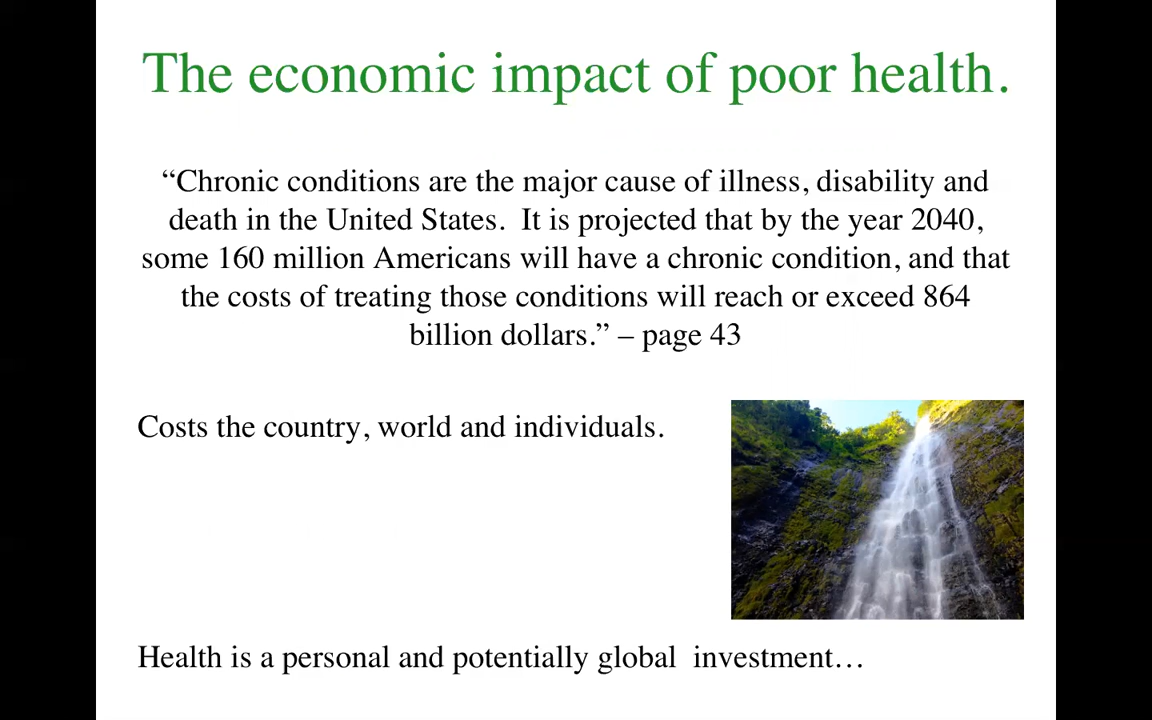 The economic impact of poor health.
“Chronic conditions are the major cause of illness, disability and
death in the United States.  It is projected that by the year 2040,
some 160 million Americans will have a chronic condition, and that
the costs of treating those conditions will reach or exceed 864
billion dollars.” – page 43
Costs the country, world and individuals.
Health is a personal and potentially global  investment…